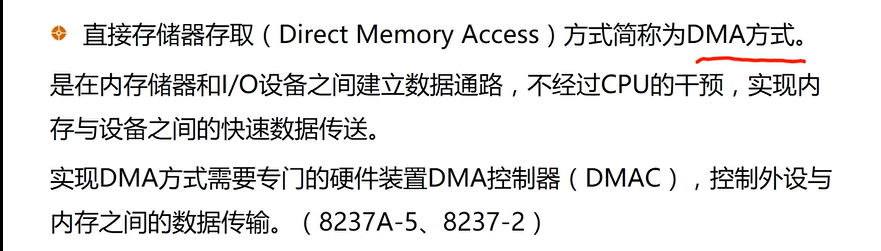 直接存储器存取（Direct Memory Access）方式简称为DMA方式。
是在内存储器和I/O设备之间建立数据通路，不经过CPU的干预，实现内
存与设备之间的快速数据传送。
实现DMA方式需要专门的硬件装置DMA控制器（DMAC），控制外设与
内存之间的数据传输。（8237A-5、8237-2）